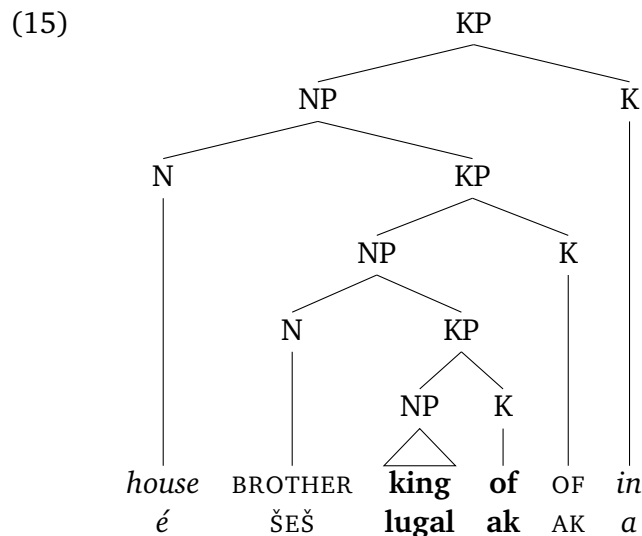 (15) KP
NP K
N KP
NP K
N KP
NP K
house BROTHER king of OF in
é ŠEŠ lugal ak AK a